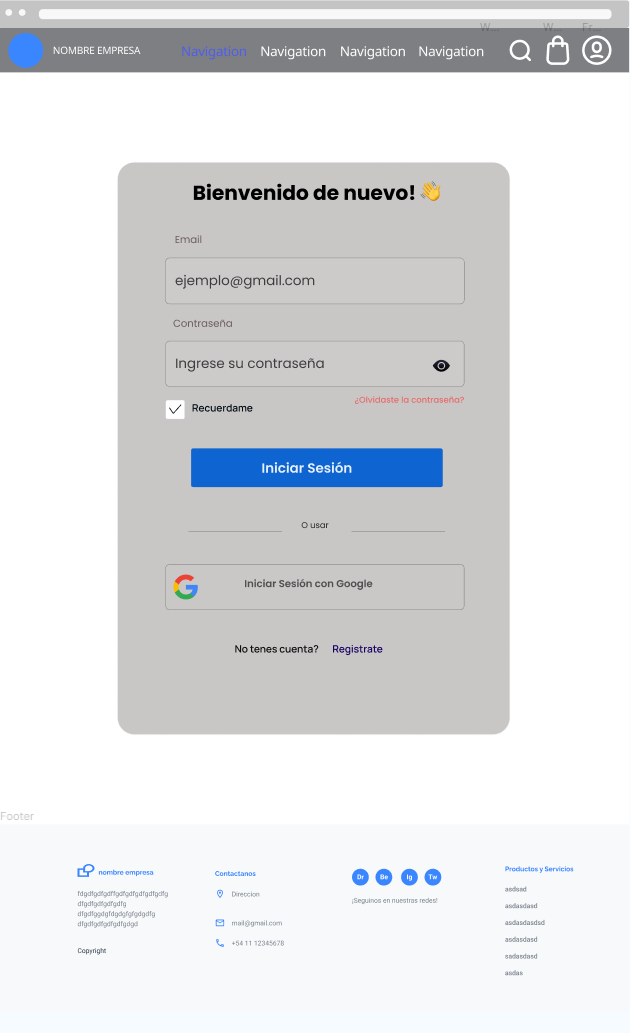 W...
W...
Fr...
NOMBRE EMPRESA
Navigation
Navigation
Navigation
Navigation
Bienvenido de nuevo! 👋
Email
ejemplo@gmail.com
Contraseña
Ingrese su contraseña
¿Olvidaste la contraseña?
Recuerdame
Iniciar Sesión
O usar
Iniciar Sesión con Google
No tenes cuenta? Registrate
Footer
nombre empresa
fdgdfgdfgffgdfgdfgdfgdfgdfg
dfgdfgdfgdfgdfg
dfgdfggdgfdgdgfgfgdgdfg
dfgdfgdfgdfgdfgdgd
Copyright
Contactanos
Direccion
mail@gmail.com
+54 11 12345678
Dr
Be
Ig
Tw
¡Seguinos en nuestras redes!
Productos y Servicios
asdsad
asdasdasd
asdasdasdsd
asdasdasd
sadasdasd
asdas